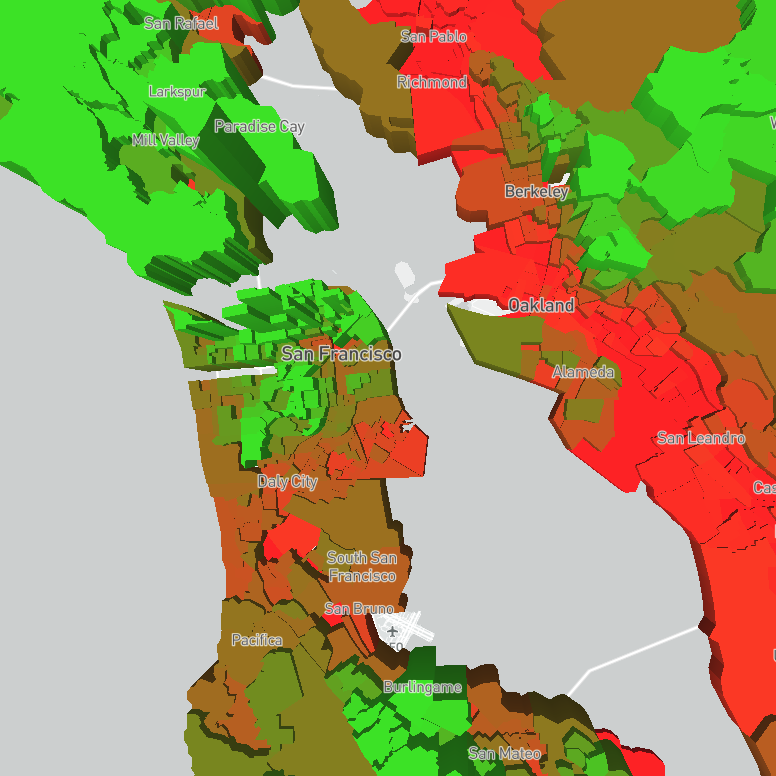 San Rafael
San Pablo
Richmond
Larkspur
Paradise Cay
Mill Valley
Berkeley
Oakland
San Francisco
Alameda
San Leandro
Daly City
Cas
South San
Francisco
San Bruno
Pacifica
Burlingame
San Mateo